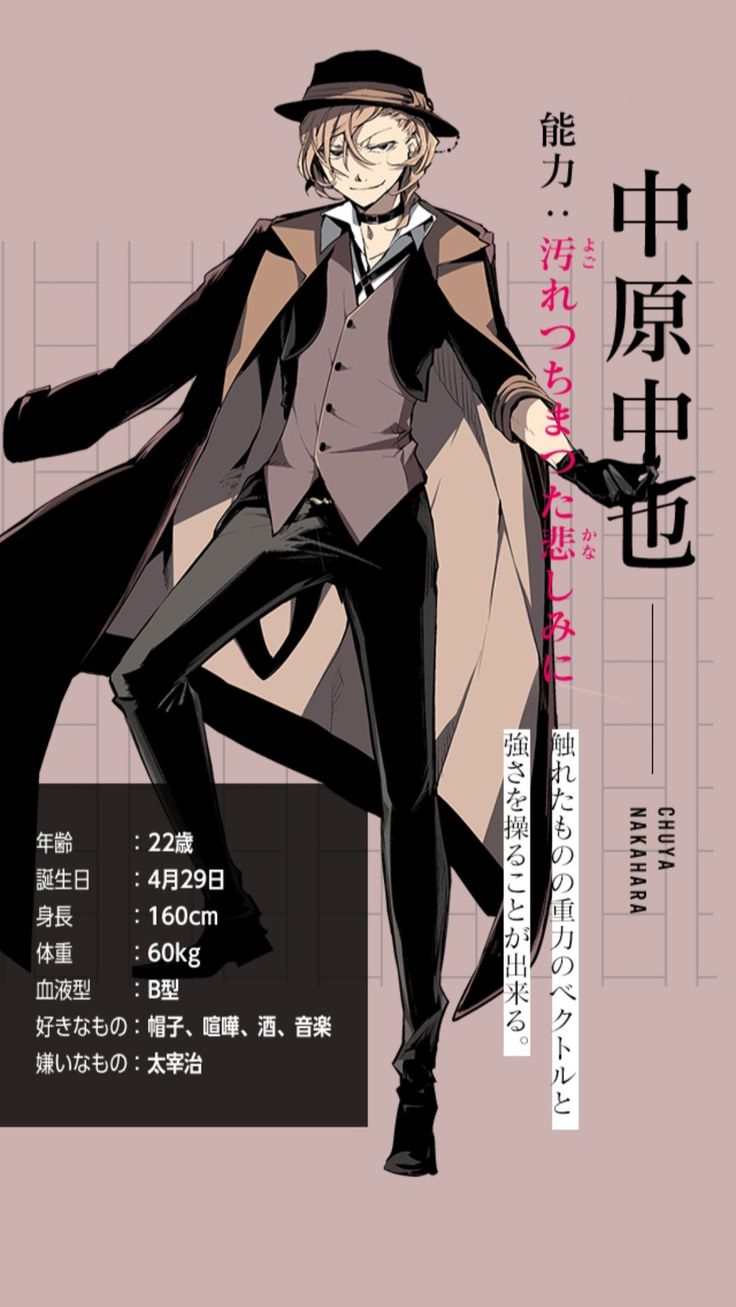 中原中也
CHUYA
NAKAHARA
能力：汚れつちまつた悲しみに
よご
かな
触れたものの重力のベクトルと
強さを操ることが出来る。
年齢：22歳
誕生日：4月29日
身長：160cm
体重：60kg
血液型：B型
好きなもの：帽子、喧嘩、酒、音楽
嫌いなもの：太宰治